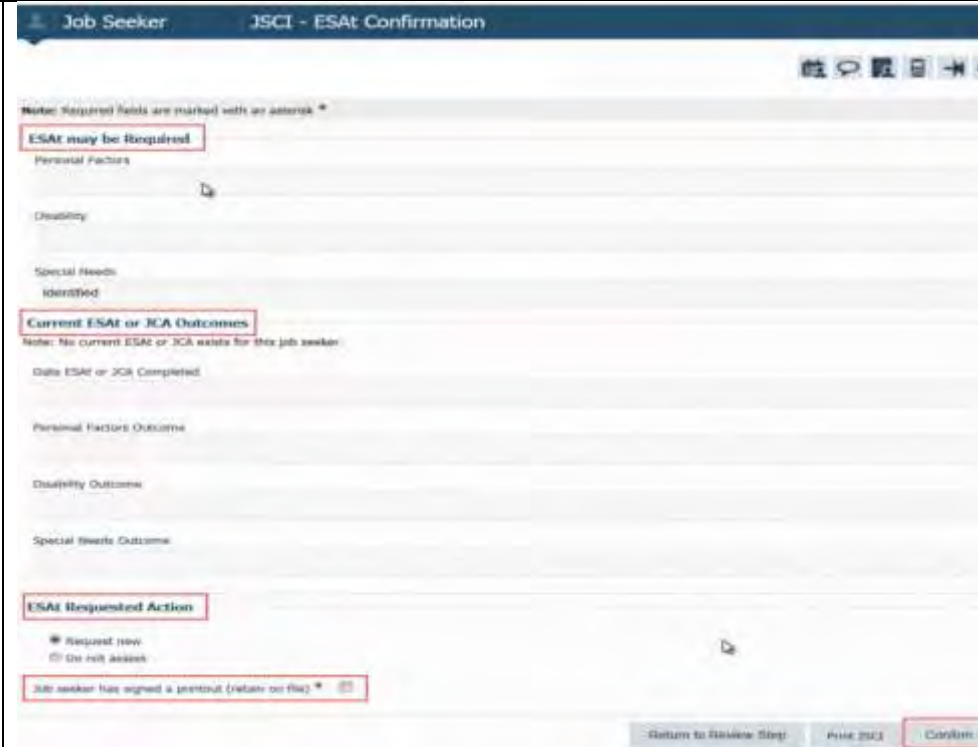 Job Seeker JSCI - ESAt Confirmation
Note: Required fields are marked with an asterisk *
ESAt may be Required
Personal Factors
Disability
Special Needs
Identified
Current ESAt or JCA Outcomes
Note: No current ESAt or JCA exists for this job seeker
Date ESAt or JCA Completed
Personal Factors Outcome
Disability Outcome
Special Needs Outcome
ESAt Requested Action
Request new
Do not assess
Job seeker has signed a printout (retain on file) *
Return to Review Step Print JSCI Confirm